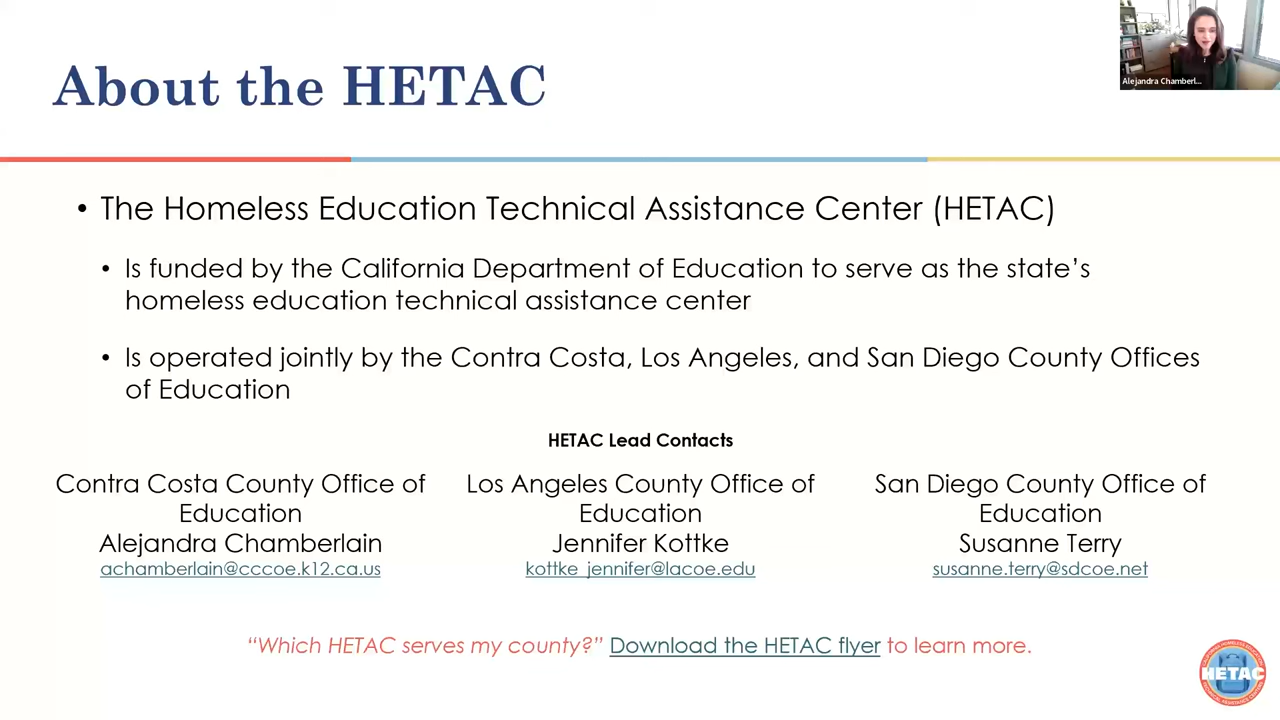 Alejandra Chamberl...
About the HETAC
• The Homeless Education Technical Assistance Center (HETAC)
• Is funded by the California Department of Education to serve as the state’s
homeless education technical assistance center
• Is operated jointly by the Contra Costa, Los Angeles, and San Diego County Offices
of Education
HETAC Lead Contacts
Contra Costa County Office of
Education
Alejandra Chamberlain
achamberlain@cccoe.k12.ca.us
Los Angeles County Office of
Education
Jennifer Kottke
kottke_jennifer@lacoe.edu
San Diego County Office of
Education
Susanne Terry
susanne.terry@sdcoe.net
“Which HETAC serves my county?” Download the HETAC flyer to learn more.
HETAC